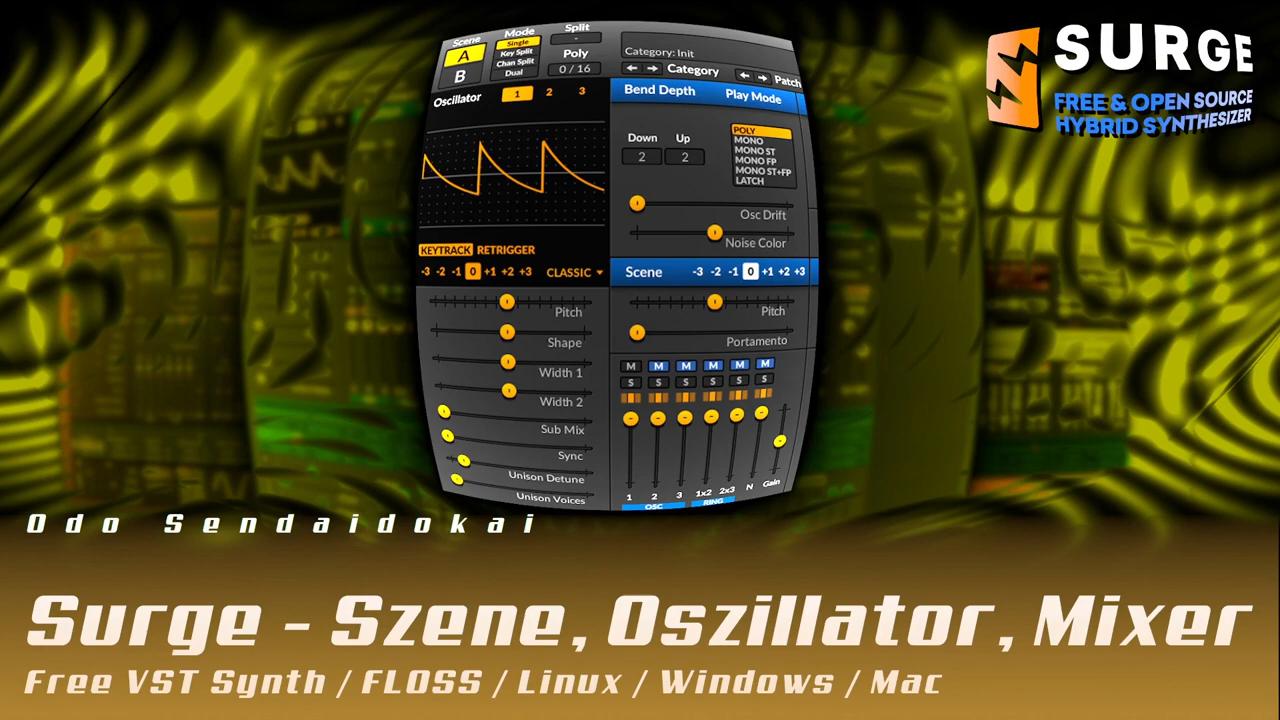 Scene
A
B
Mode
Single
Key Split
Chan Split
Dual
Split
-
Poly
0 / 16
Category: Init
Category
Patch
Oscillator
1 2 3
KEYTRACK RETRIGGER
-3 -2 -1 0 +1 +2 +3 CLASSIC
Pitch
Shape
Width 1
Width 2
Sub Mix
Sync
Unison Detune
Unison Voices
Bend Depth Play Mode
Down Up
2 2
POLY
MONO
MONO ST
MONO FP
MONO ST+FP
LATCH
Osc Drift
Noise Color
Scene -3 -2 -1 0 +1 +2 +3
Pitch
Portamento
M M M M M M
S S S S S S
1 2 3 1x2 2x3 N Gain
OSC RING
SURGE
FREE & OPEN SOURCE
HYBRID SYNTHESIZER
Odo Sendaidokai
Surge - Szene, Oszillator, Mixer
Free VST Synth / FLOSS / Linux / Windows / Mac